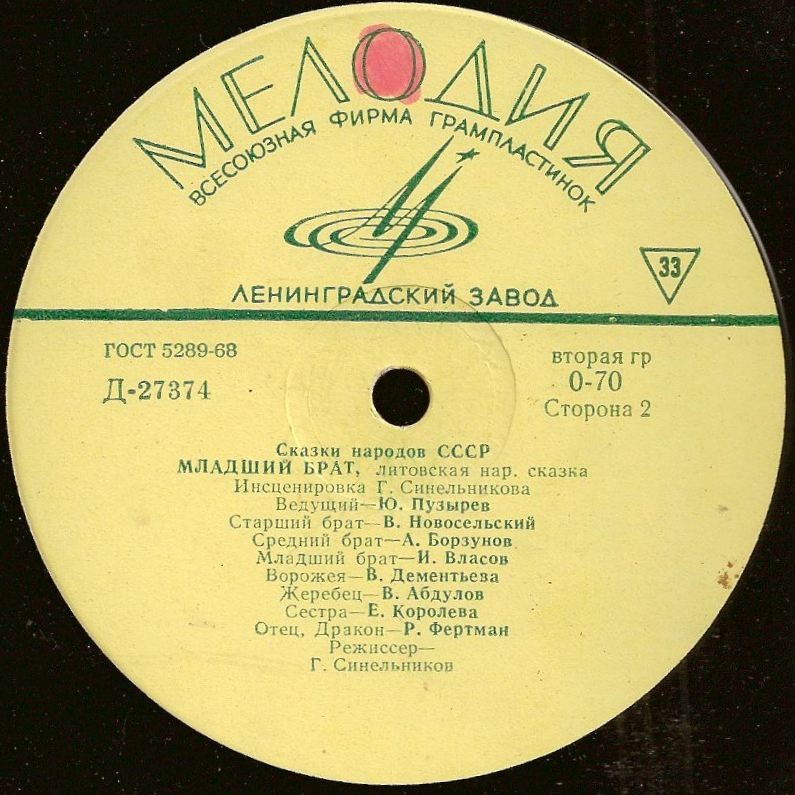 МЕЛОДИЯ
ВСЕСОЮЗНАЯ ФИРМА ГРАМПЛАСТИНОК
33
ЛЕНИНГРАДСКИЙ ЗАВОД
ГОСТ 5289-68
вторая гр
Д-27374
0-70
Сторона 2
Сказки народов СССР
МЛАДШИЙ БРАТ, литовская нар. сказка
Инсценировка Г. Синельникова
Ведущий—Ю. Пузырев
Старший брат—В. Новосельский
Средний брат—А. Борзунов
Младший брат—И. Власов
Ворожея—В. Дементьева
Жеребец—В. Абдулов
Сестра—Е. Королева
Отец, Дракон—Р. Фертман
Режиссер—
Г. Синельников